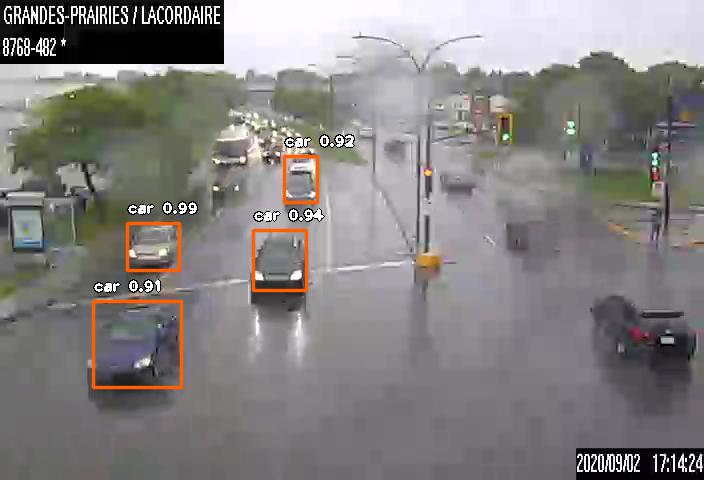 GRANDES-PRAIRIES / LACORDAIRE
8768-482 *
car 0.92
car 0.99
car 0.94
car 0.91
2020/09/02 17:14:24